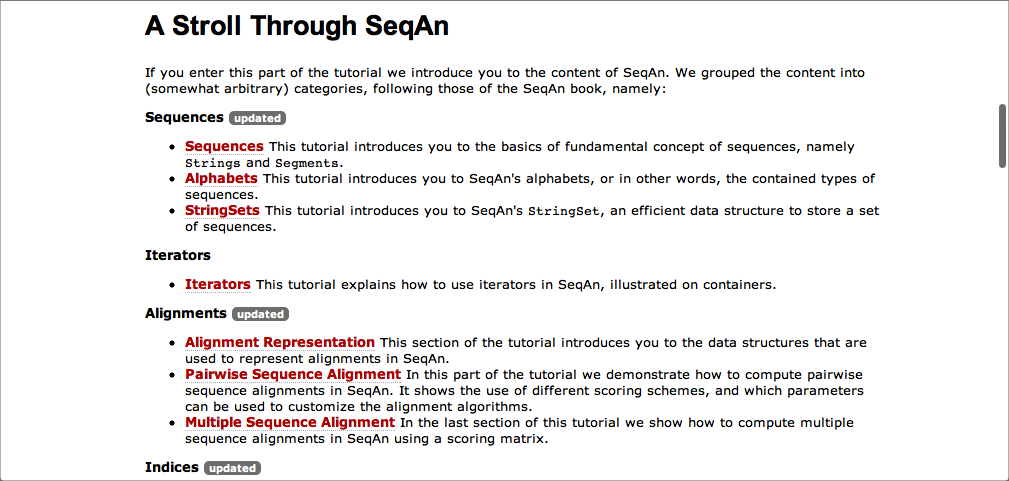 A Stroll Through SeqAn
If you enter this part of the tutorial we introduce you to the content of SeqAn. We grouped the content into
(somewhat arbitrary) categories, following those of the SeqAn book, namely:
Sequences updated
• Sequences This tutorial introduces you to the basics of fundamental concept of sequences, namely
Strings and Segments.
• Alphabets This tutorial introduces you to SeqAn's alphabets, or in other words, the contained types of
sequences.
• StringSets This tutorial introduces you to SeqAn's StringSet, an efficient data structure to store a set
of sequences.
Iterators
• Iterators This tutorial explains how to use iterators in SeqAn, illustrated on containers.
Alignments updated
• Alignment Representation This section of the tutorial introduces you to the data structures that are
used to represent alignments in SeqAn.
• Pairwise Sequence Alignment In this part of the tutorial we demonstrate how to compute pairwise
sequence alignments in SeqAn. It shows the use of different scoring schemes, and which parameters
can be used to customize the alignment algorithms.
• Multiple Sequence Alignment In the last section of this tutorial we show how to compute multiple
sequence alignments in SeqAn using a scoring matrix.
Indices updated